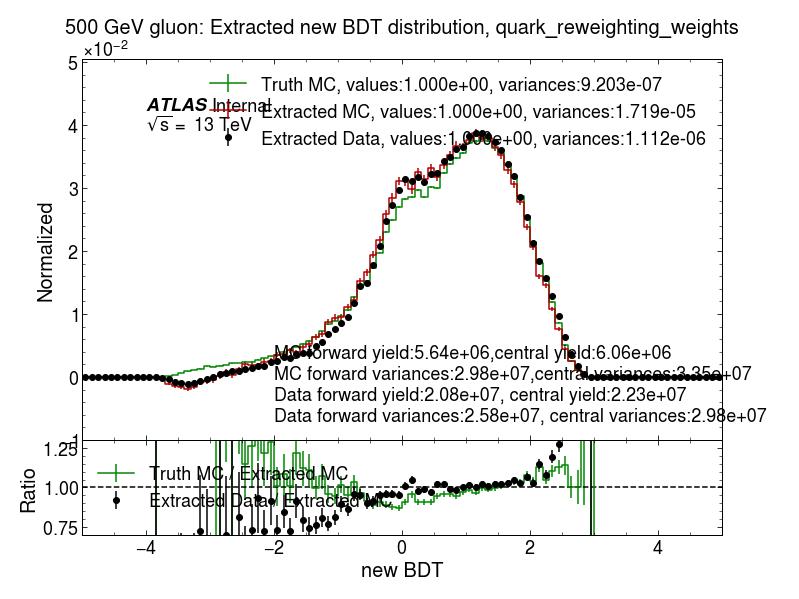 500 GeV gluon: Extracted new BDT distribution, quark_reweighting_weights
×10⁻²
5
4
3
2
1
0
−1
Normalized
Truth MC, values:1.000e+00, variances:9.203e-07
ATLAS Internal
Extracted MC, values:1.000e+00, variances:1.719e-05
√s = 13 TeV
Extracted Data, values:1.000e+00, variances:1.112e-06
MC forward yield:5.64e+06,central yield:6.06e+06
MC forward variances:2.98e+07,central variances:3.35e+07
Data forward yield:2.08e+07, central yield:2.23e+07
Data forward variances:2.58e+07, central variances:2.98e+07
1.25
1.00
0.75
Ratio
Truth MC / Extracted MC
Extracted Data / Extracted MC
−4 −2 0 2 4
new BDT